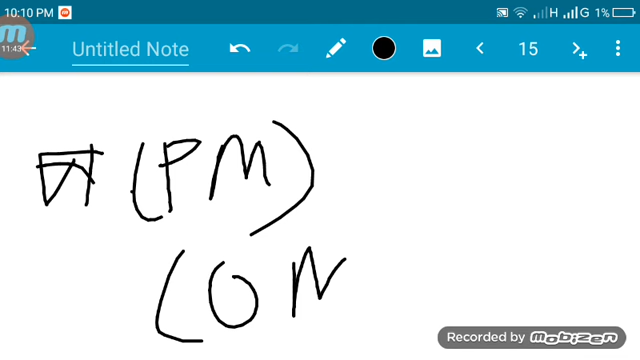 10:10 PM H G 1%
11:43 Untitled Note 15
(PM)
(ON
Recorded by mobizen